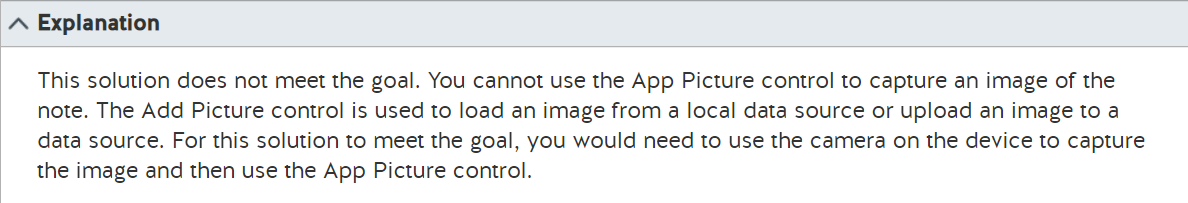 Explanation
This solution does not meet the goal. You cannot use the App Picture control to capture an image of the
note. The Add Picture control is used to load an image from a local data source or upload an image to a
data source. For this solution to meet the goal, you would need to use the camera on the device to capture
the image and then use the App Picture control.